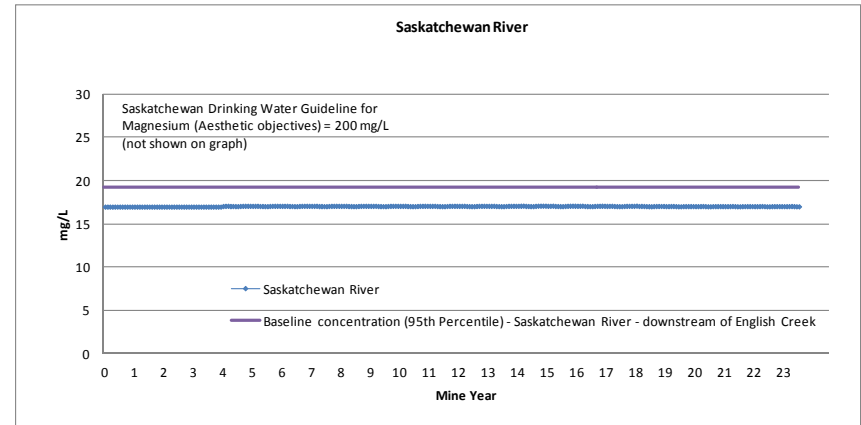 Saskatchewan River
30
25
20
15
10
5
0
mg/L
Saskatchewan Drinking Water Guideline for
Magnesium (Aesthetic objectives) = 200 mg/L
(not shown on graph)
Saskatchewan River
Baseline concentration (95th Percentile) - Saskatchewan River - downstream of English Creek
0 1 2 3 4 5 6 7 8 9 10 11 12 13 14 15 16 17 18 19 20 21 22 23
Mine Year